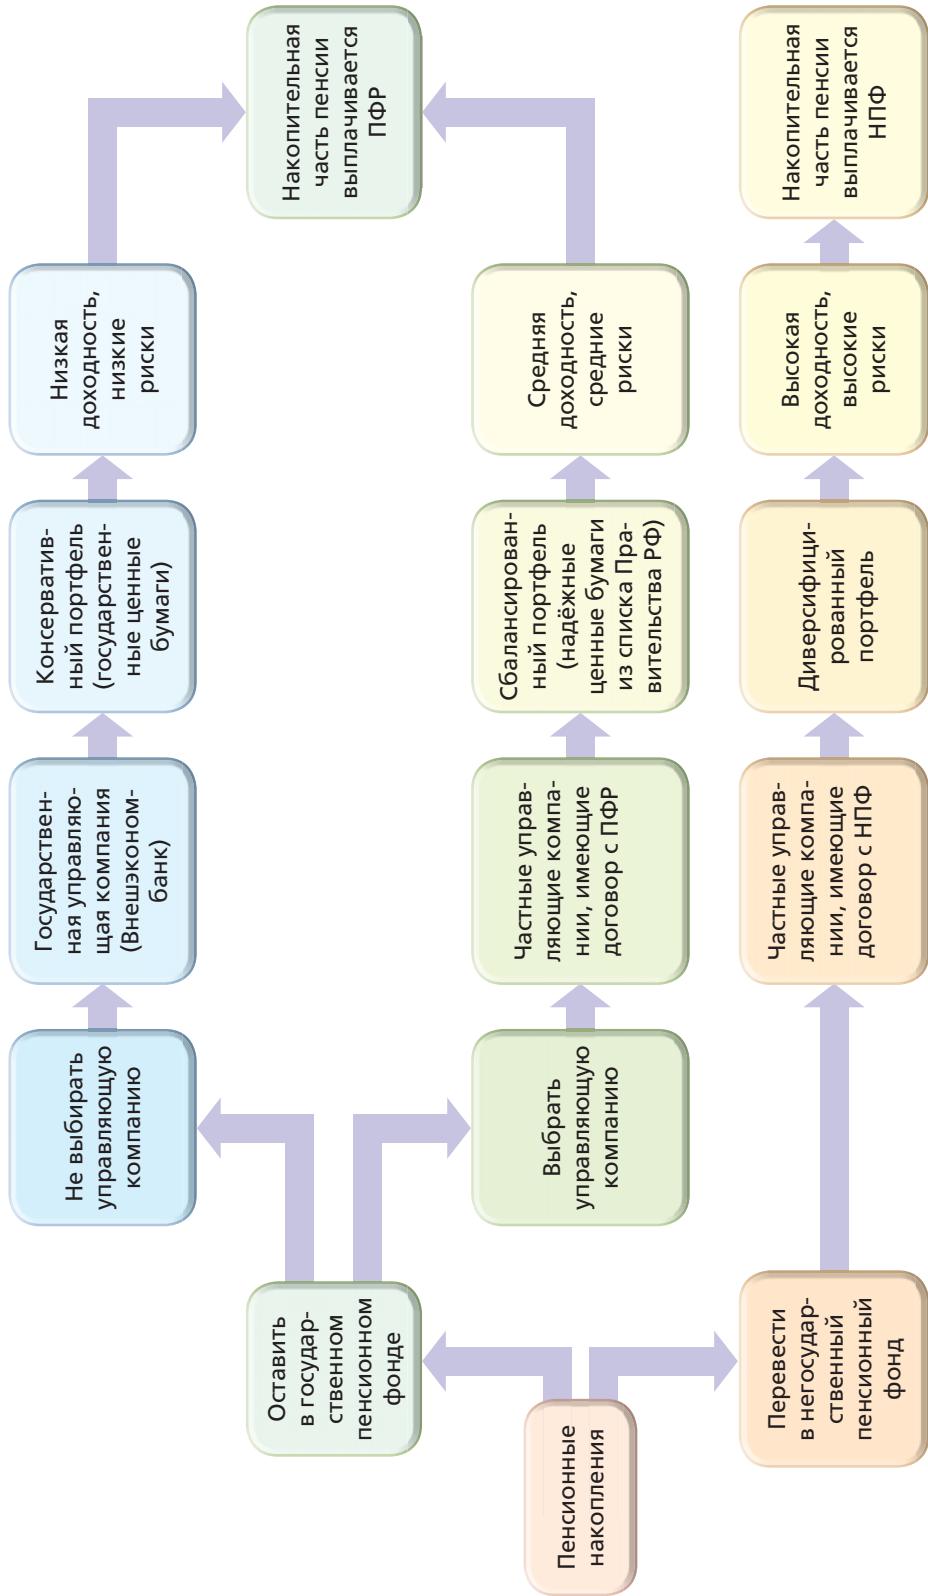 Пенсионные
накопления
Оставить
в государ-
ственном
пенсионном
фонде
Не выбирать
управляющую
компанию
Государствен-
ная управляю-
щая компания
(Внешэконом-
банк)
Консерватив-
ный портфель
(государствен-
ные ценные
бумаги)
Низкая
доходность,
низкие
риски
Накопительная
часть пенсии
выплачивается
ПФР
Выбрать
управляющую
компанию
Частные управ-
ляющие компа-
нии, имеющие
договор с ПФР
Сбалансирован-
ный портфель
(надёжные
ценные бумаги
из списка Пра-
вительства РФ)
Средняя
доходность,
средние
риски
Перевести
в негосудар-
ственный
пенсионный
фонд
Частные управ-
ляющие компа-
нии, имеющие
договор с НПФ
Диверсифици-
рованный
портфель
Высокая
доходность,
высокие
риски
Накопительная
часть пенсии
выплачивается
НПФ